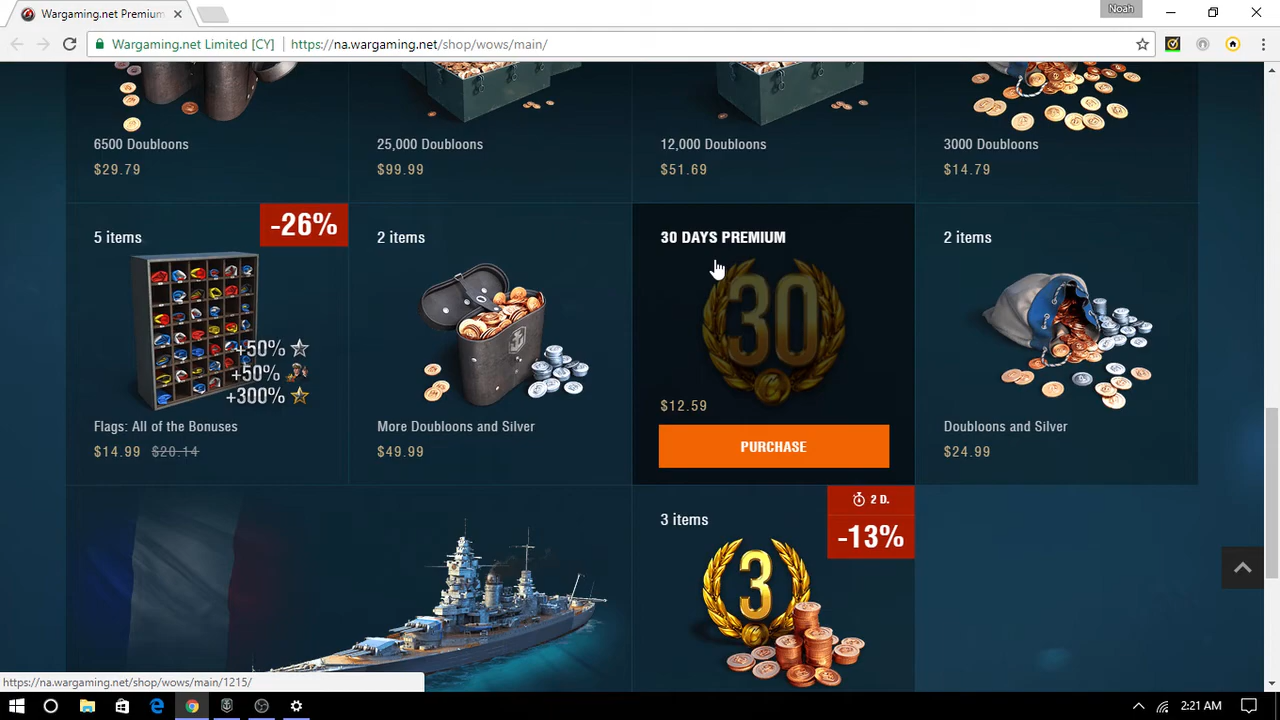 Wargaming.net Premium
Noah
Wargaming.net Limited [CY]
https://na.wargaming.net/shop/wows/main/
6500 Doubloons
$29.79
25,000 Doubloons
$99.99
12,000 Doubloons
$51.69
3000 Doubloons
$14.79
5 items
-26%
+50%
+50%
+300%
Flags: All of the Bonuses
$14.99 $20.14
2 items
More Doubloons and Silver
$49.99
30 DAYS PREMIUM
30
$12.59
PURCHASE
2 items
Doubloons and Silver
$24.99
3 items
2 D.
-13%
3
https://na.wargaming.net/shop/wows/main/1215/
2:21 AM